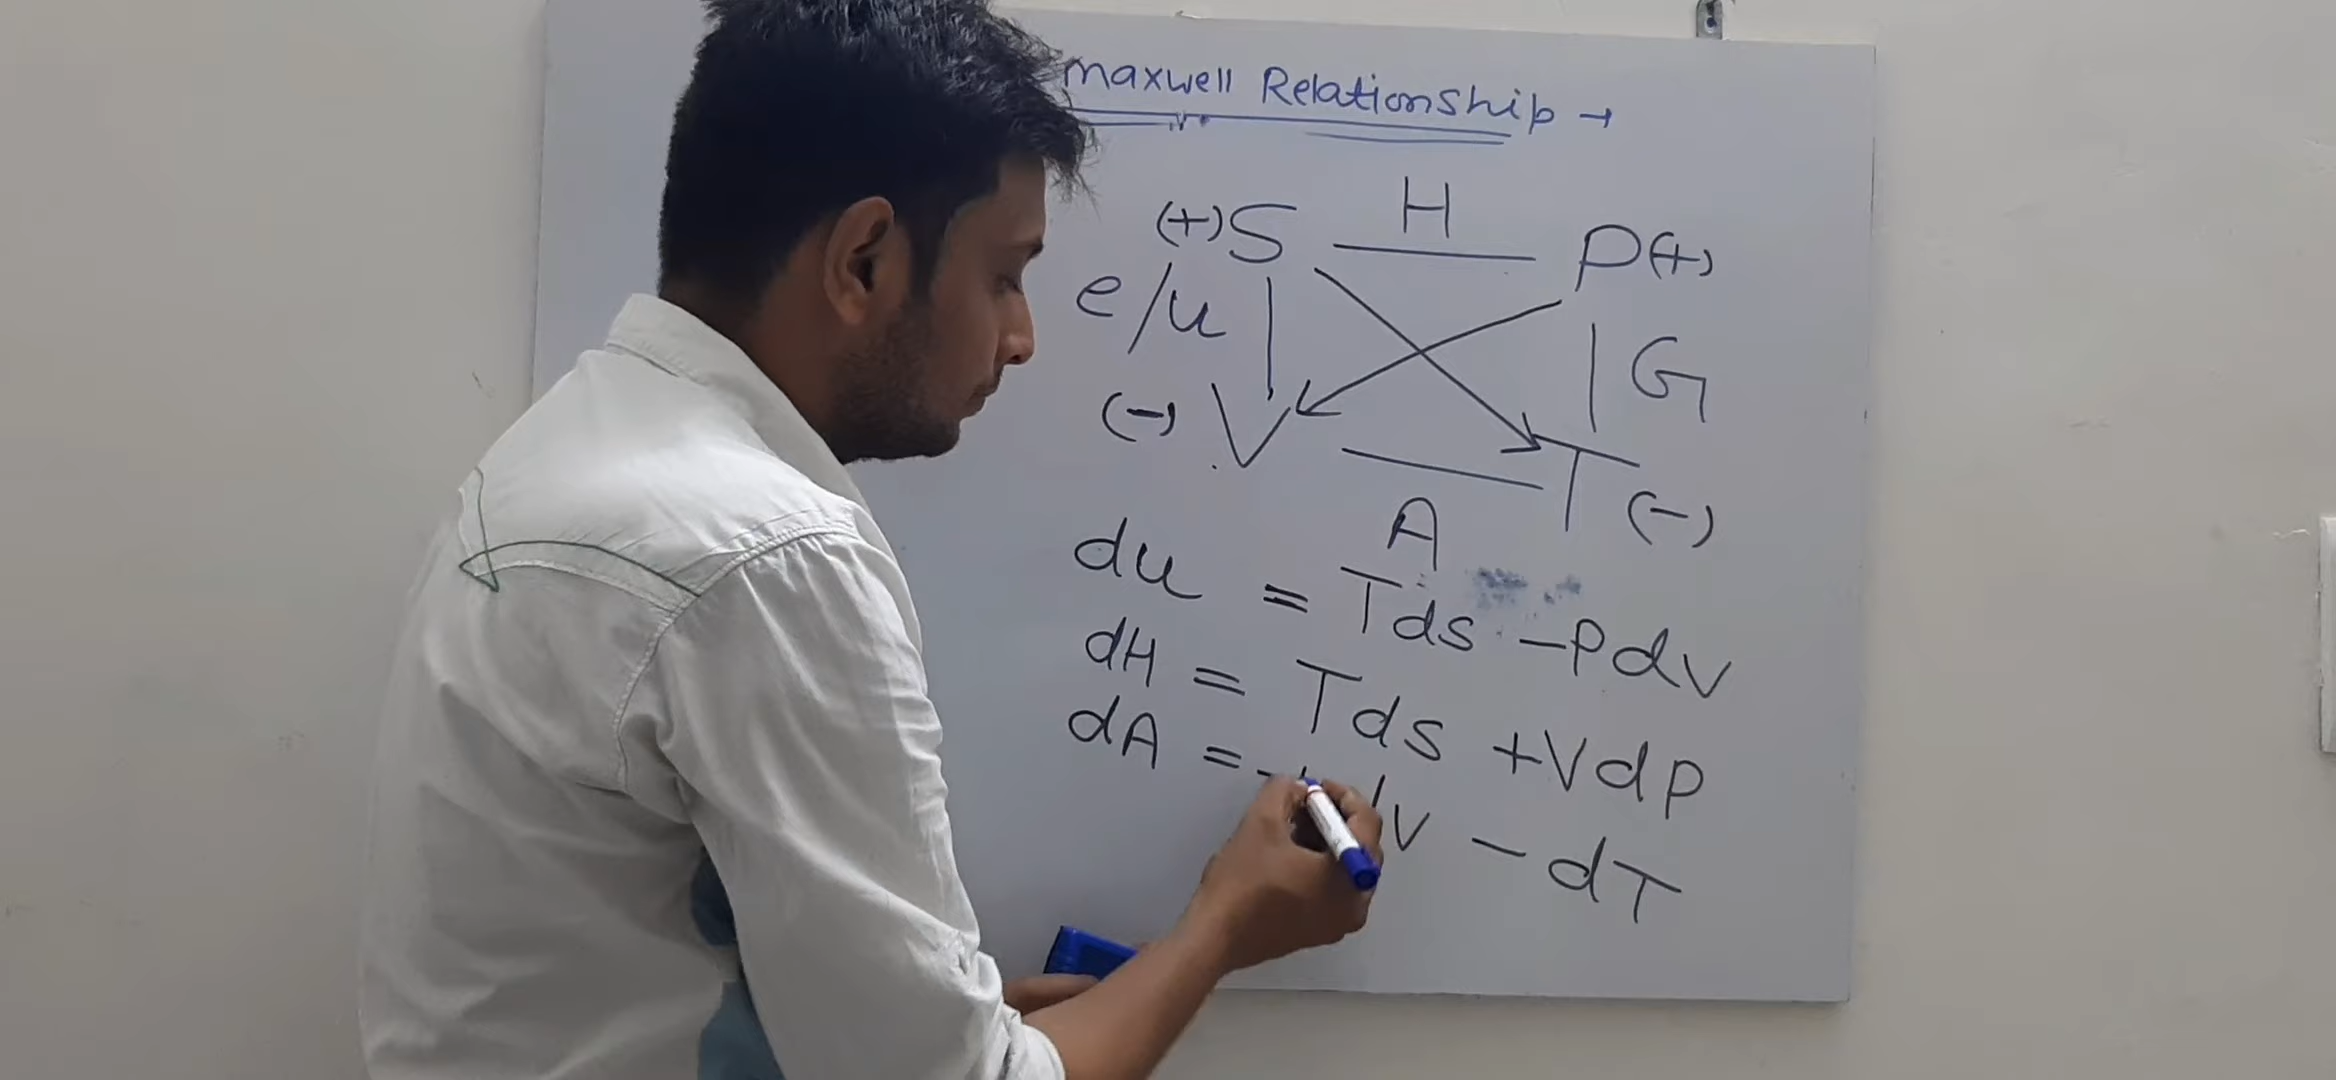 Maxwell Relationship →
H
(+) S P (+)
e/u G
(-) V T (-)
A
du = Tds - Pdv
dH = Tds + Vdp
dA = dv - dT